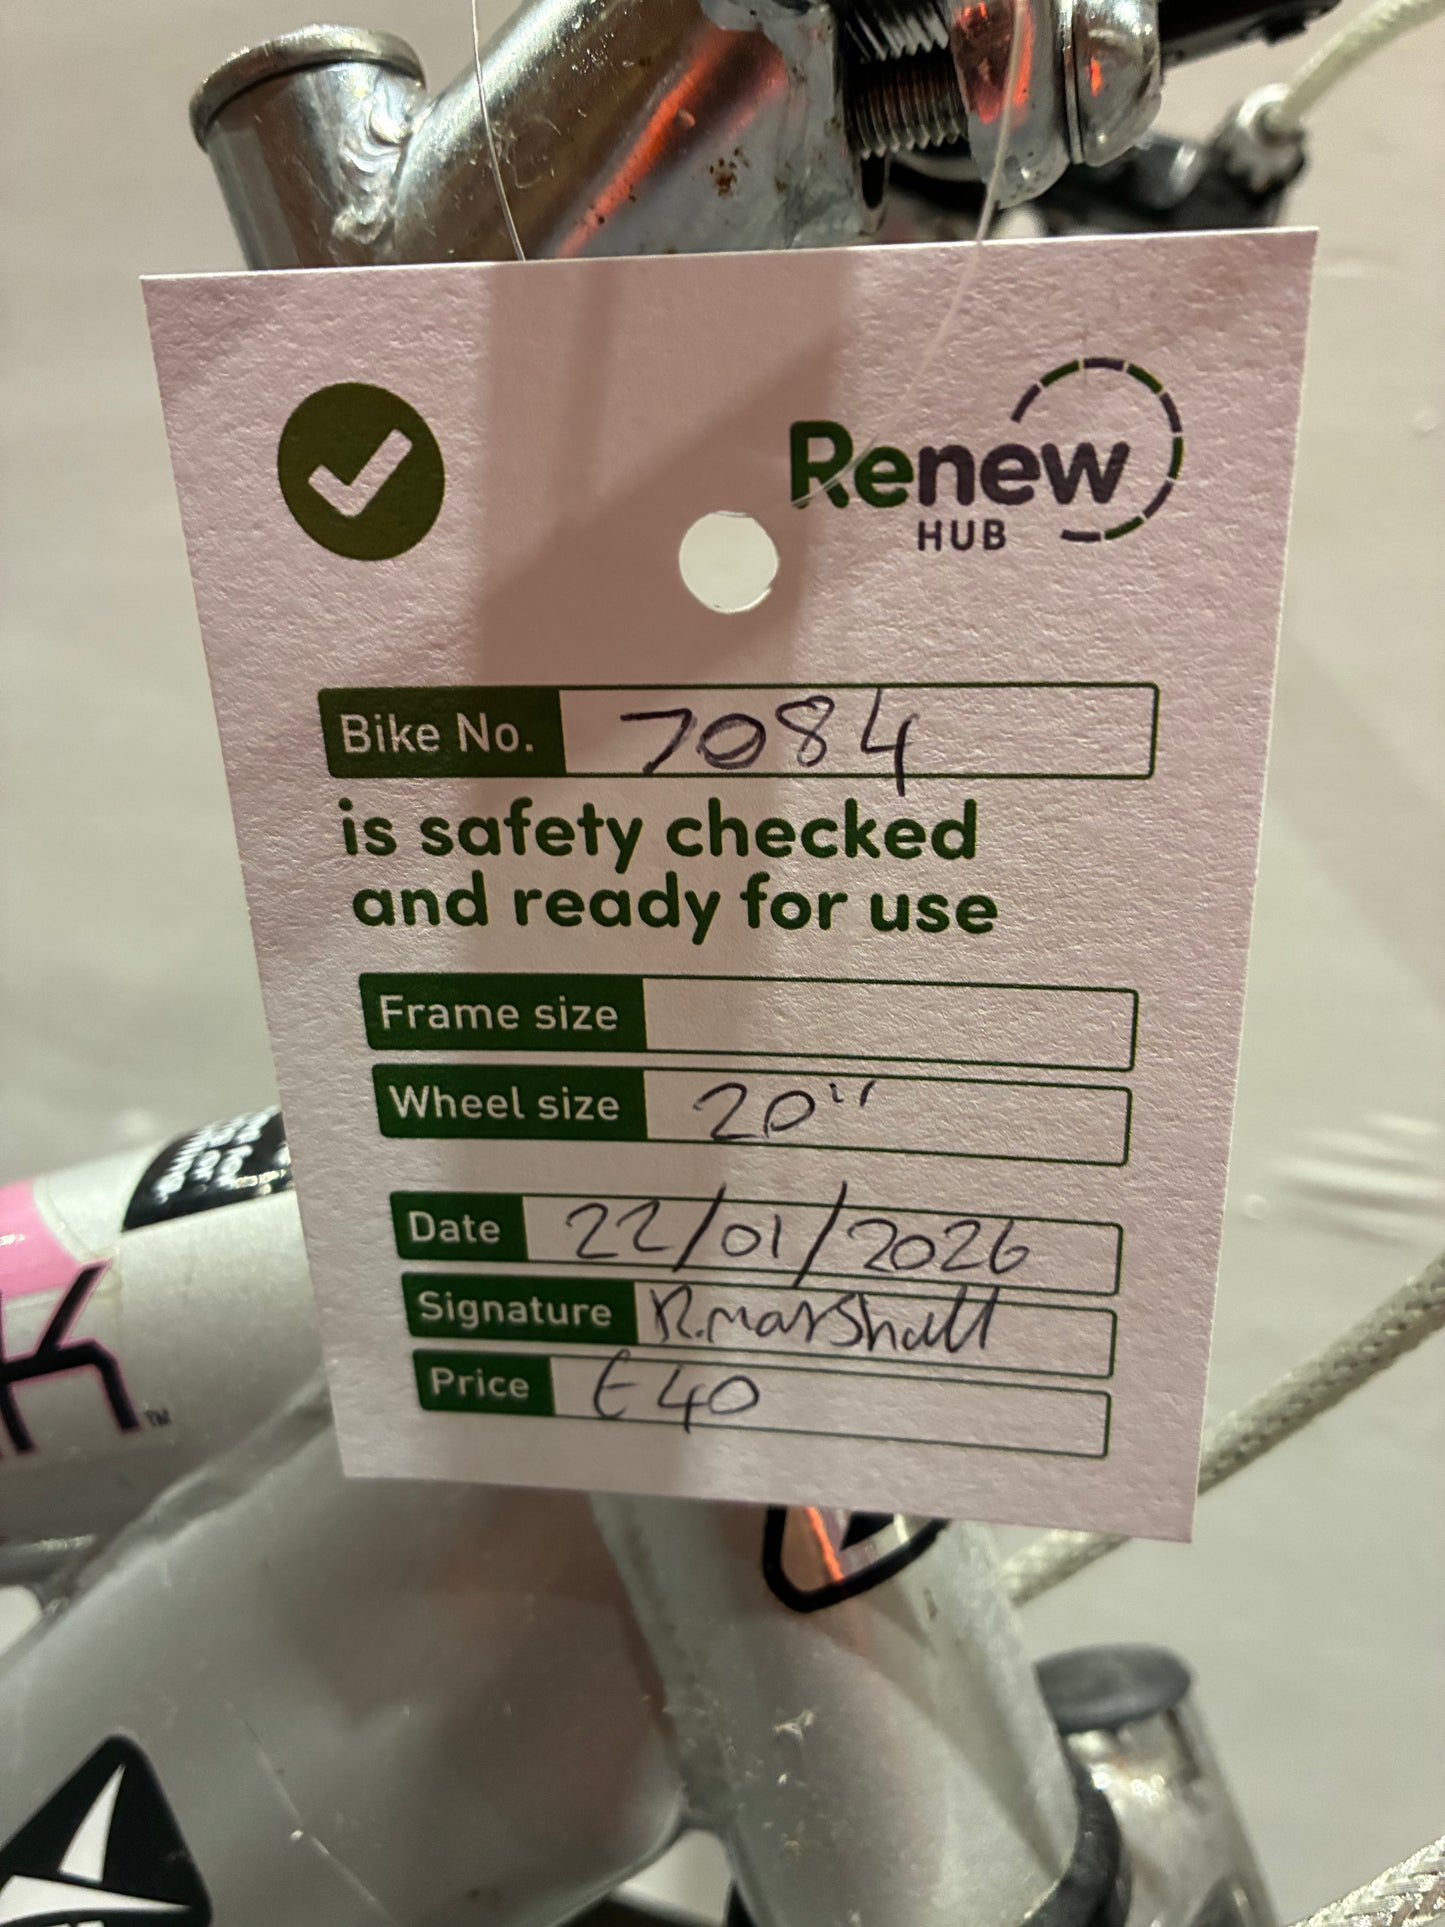 Renew
HUB
Bike No. 7084
is safety checked
and ready for use
Frame size
Wheel size 20"
Date 22/01/2026
Signature R.Marshall
Price £40
TM